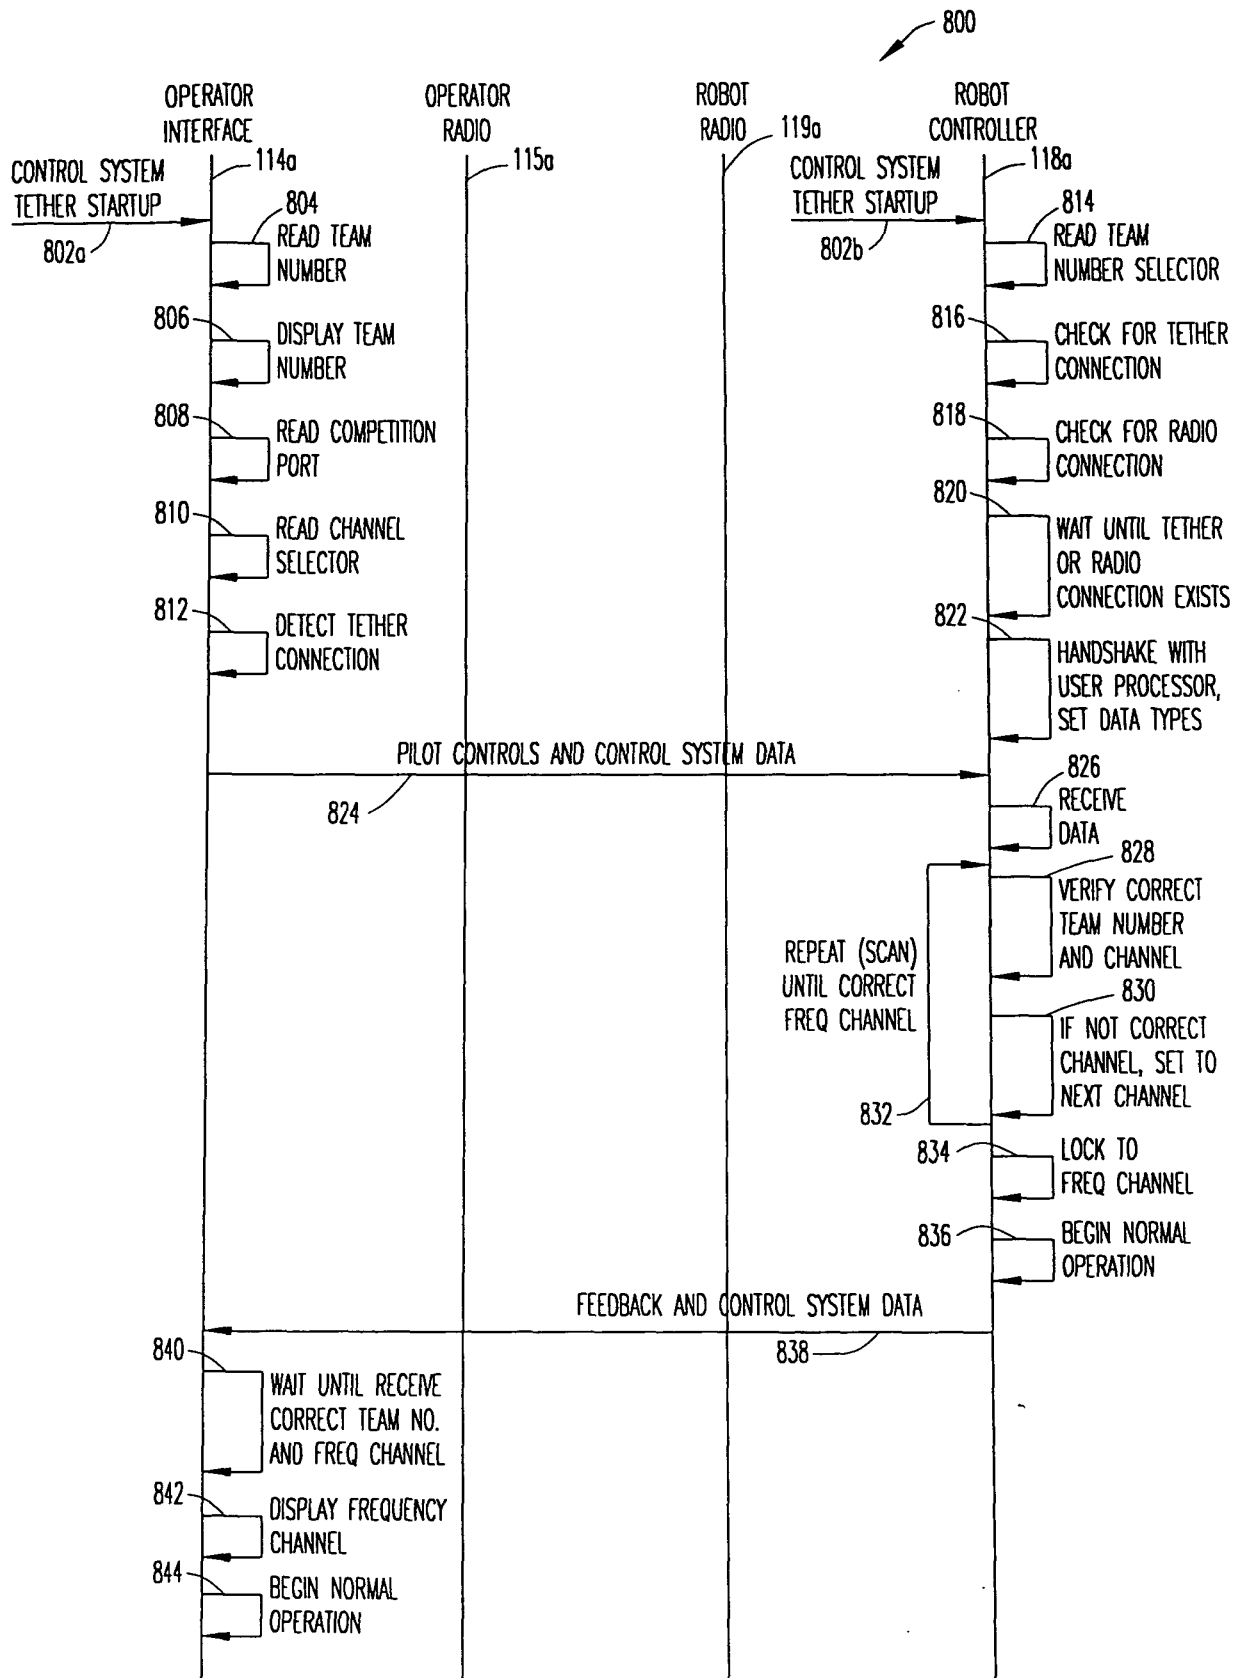 800
OPERATOR
INTERFACE
OPERATOR
RADIO
ROBOT
RADIO
ROBOT
CONTROLLER
114a
115a
119a
118a
CONTROL SYSTEM
TETHER STARTUP
802a
CONTROL SYSTEM
TETHER STARTUP
802b
804
READ TEAM
NUMBER
806
DISPLAY TEAM
NUMBER
808
READ COMPETITION
PORT
810
READ CHANNEL
SELECTOR
812
DETECT TETHER
CONNECTION
814
READ TEAM
NUMBER SELECTOR
816
CHECK FOR TETHER
CONNECTION
818
CHECK FOR RADIO
CONNECTION
820
WAIT UNTIL TETHER
OR RADIO
CONNECTION EXISTS
822
HANDSHAKE WITH
USER PROCESSOR,
SET DATA TYPES
PILOT CONTROLS AND CONTROL SYSTEM DATA
824
826
RECEIVE
DATA
828
VERIFY CORRECT
TEAM NUMBER
AND CHANNEL
830
IF NOT CORRECT
CHANNEL, SET TO
NEXT CHANNEL
REPEAT (SCAN)
UNTIL CORRECT
FREQ CHANNEL
832
834
LOCK TO
FREQ CHANNEL
836
BEGIN NORMAL
OPERATION
FEEDBACK AND CONTROL SYSTEM DATA
838
840
WAIT UNTIL RECEIVE
CORRECT TEAM NO.
AND FREQ CHANNEL
842
DISPLAY FREQUENCY
CHANNEL
844
BEGIN NORMAL
OPERATION